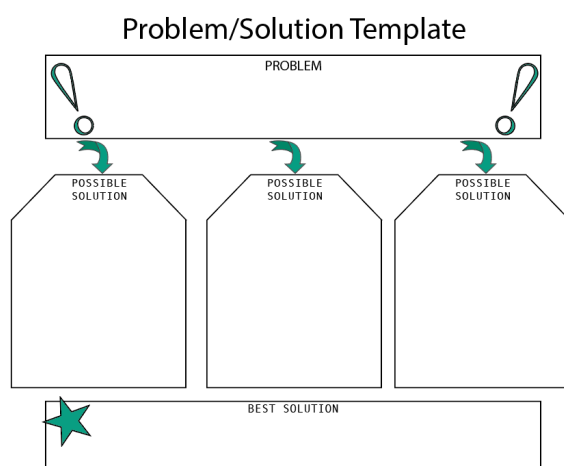 Problem/Solution Template
PROBLEM
POSSIBLE
SOLUTION
POSSIBLE
SOLUTION
POSSIBLE
SOLUTION
BEST SOLUTION